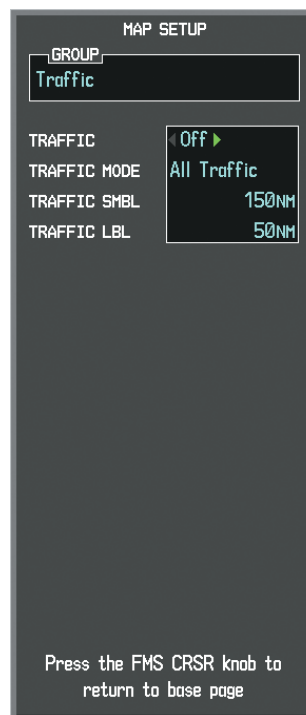 MAP SETUP
GROUP
Traffic
TRAFFIC Off
TRAFFIC MODE All Traffic
TRAFFIC SMBL 150NM
TRAFFIC LBL 50NM
Press the FMS CRSR knob to
return to base page